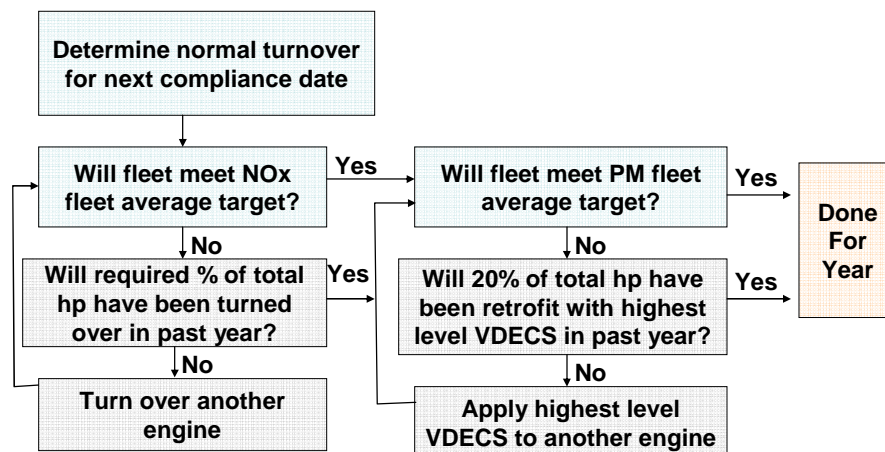 Determine normal turnover
for next compliance date
Will fleet meet NOx
fleet average target?
Yes
Will fleet meet PM fleet
average target?
Yes
Done
For
Year
No
No
Will required % of total
hp have been turned
over in past year?
Yes
Will 20% of total hp have
been retrofit with highest
level VDECS in past year?
Yes
No
No
Turn over another
engine
Apply highest level
VDECS to another engine